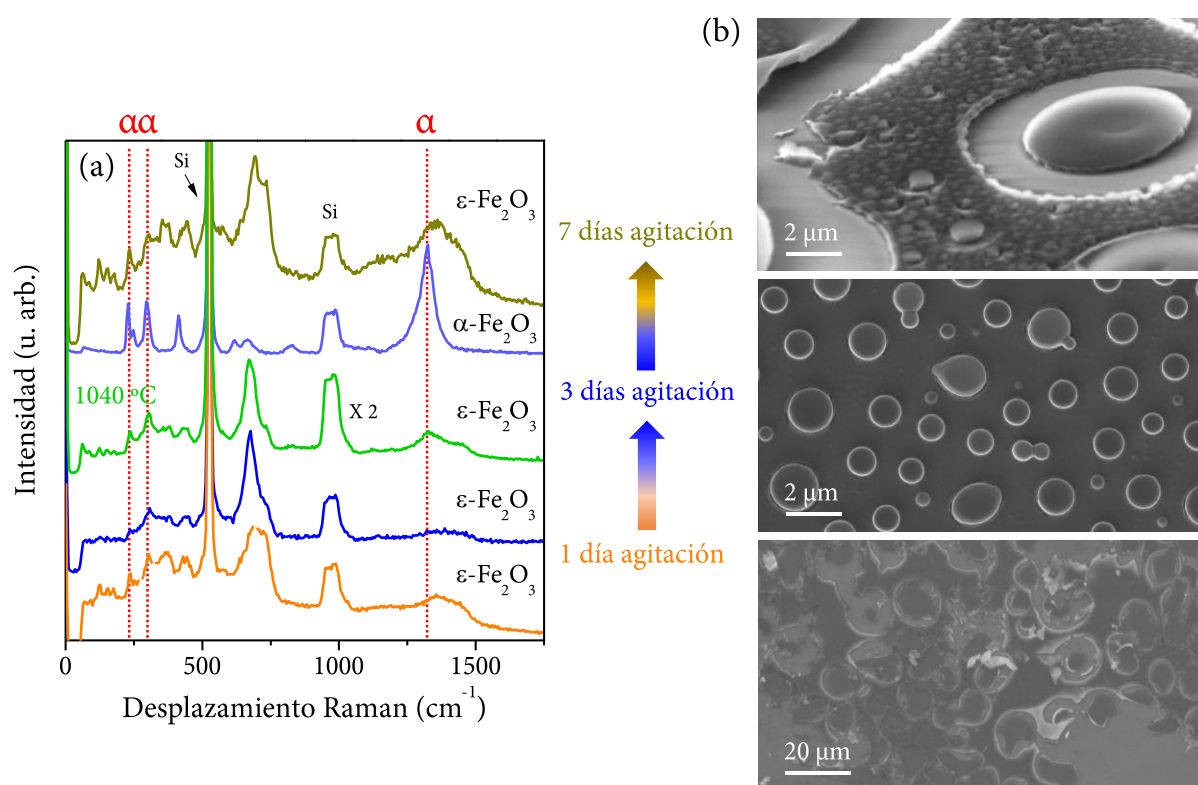 (b)
αα α
(a)
Si
ε-Fe₂O₃
Si
7 días agitación
2 μm
α-Fe₂O₃
1040 ºC
X 2
ε-Fe₂O₃
3 días agitación
2 μm
ε-Fe₂O₃
1 día agitación
ε-Fe₂O₃
20 μm
Intensidad (u. arb.)
0 500 1000 1500
Desplazamiento Raman (cm⁻¹)